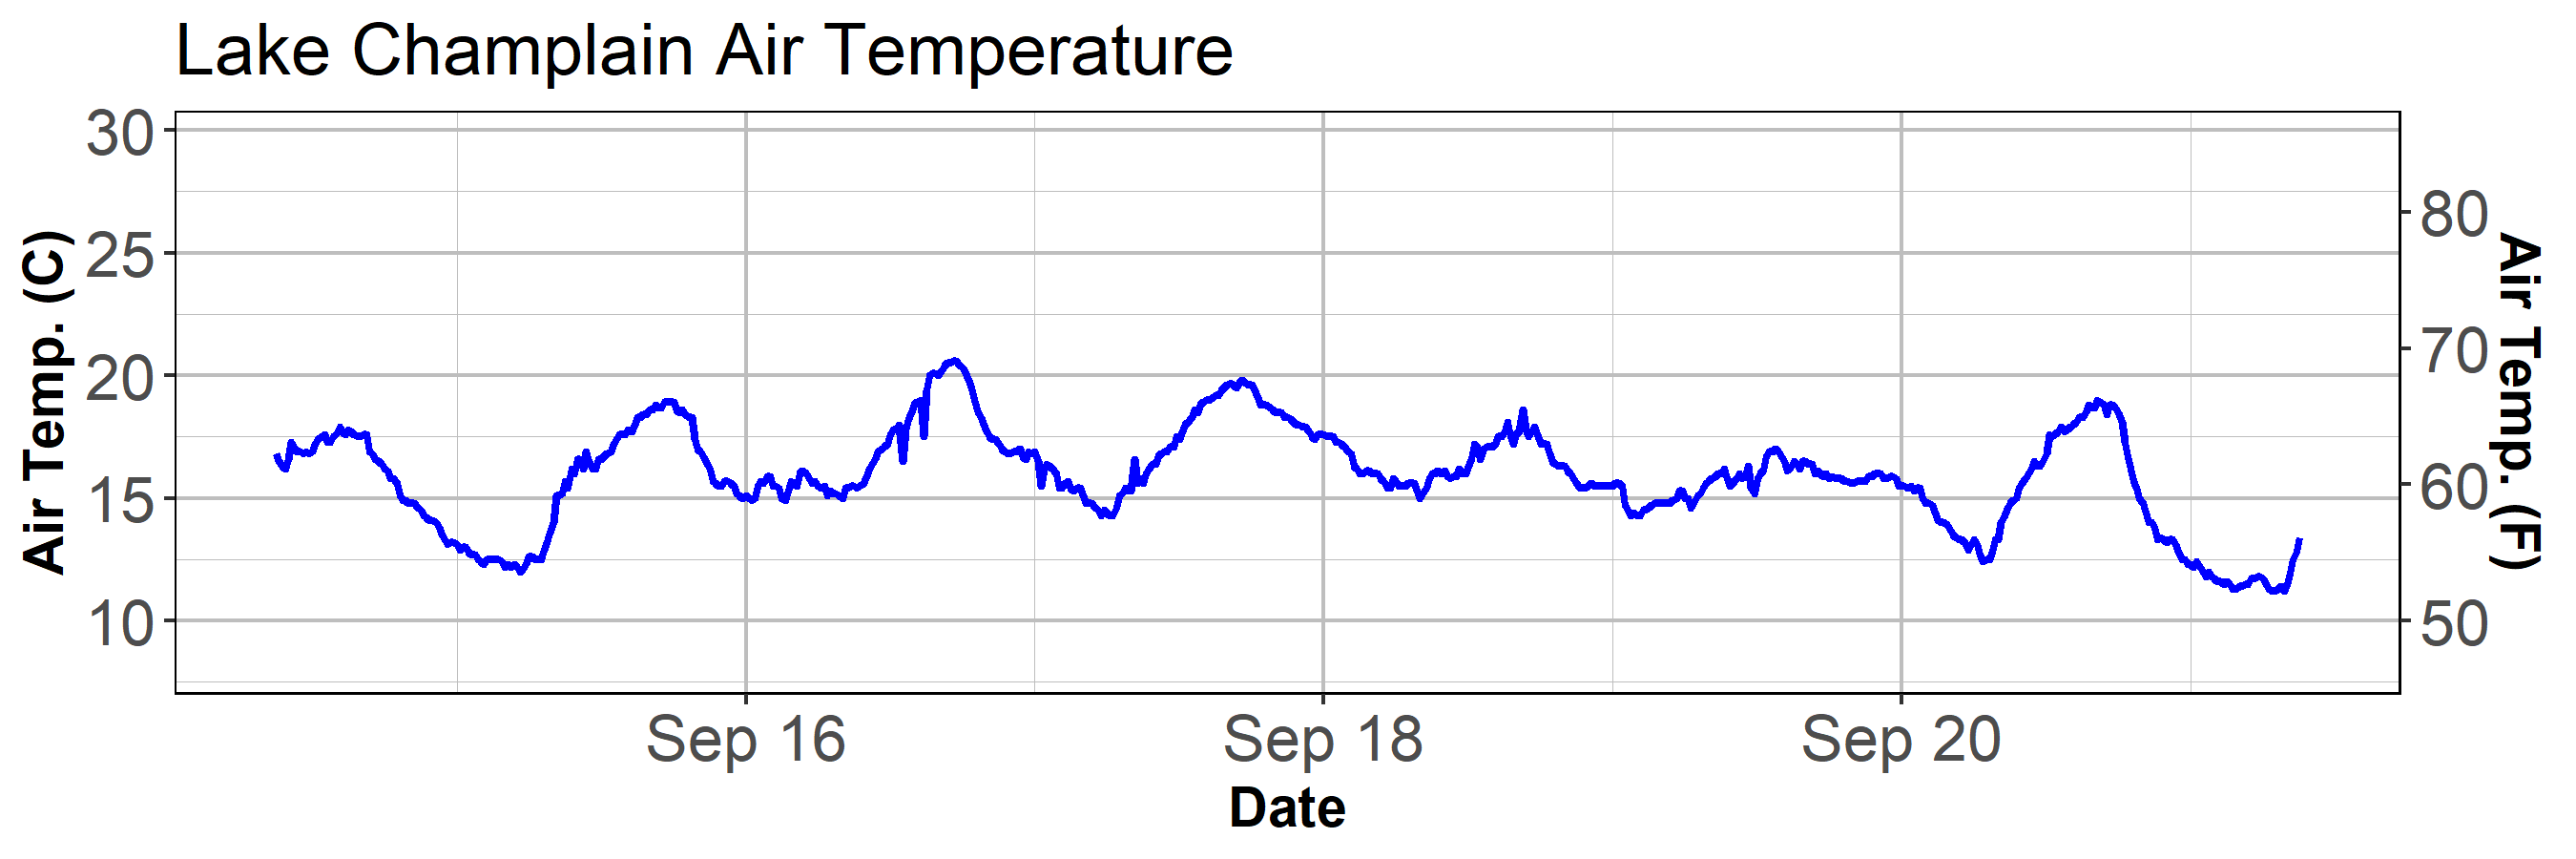 Lake Champlain Air Temperature
Air Temp. (C)
30
25
20
15
10
80
70
60
50
Air Temp. (F)
Sep 16
Sep 18
Sep 20
Date